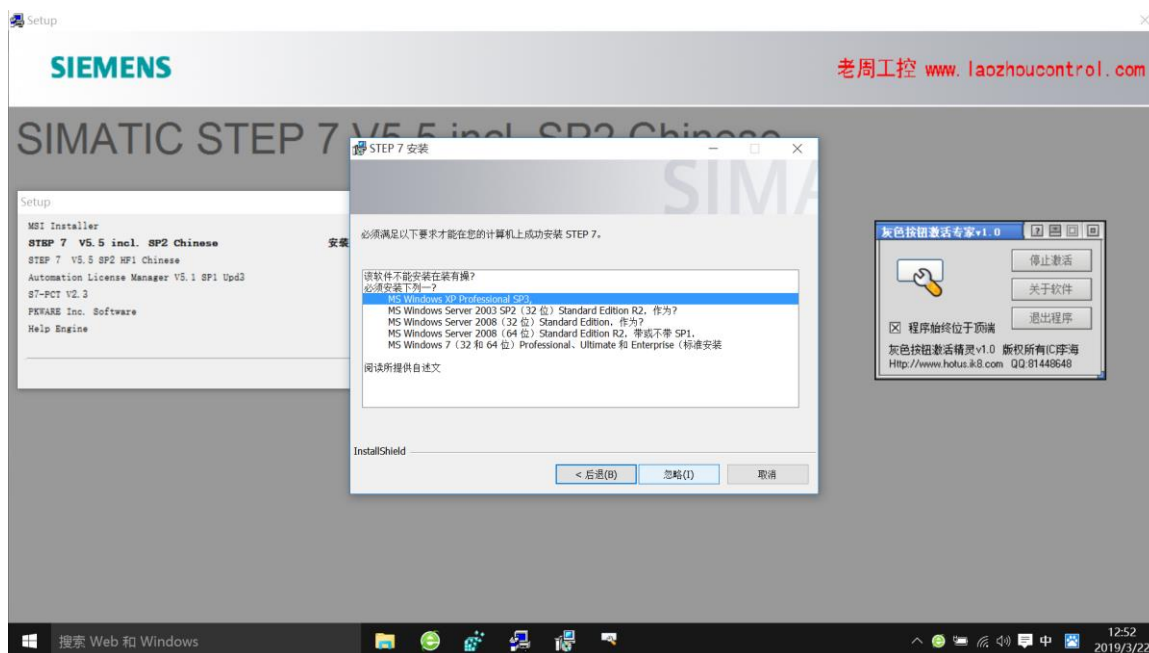 Setup
SIEMENS
老周工控 www.laozhoucontrol.com
SIMATIC STEP 7 V5.5 incl. SP2 Chinese
STEP 7 安装
SIMA
Setup
MSI Installer
STEP 7 V5.5 incl. SP2 Chinese 安装
STEP 7 V5.5 SP2 HF1 Chinese
Automation License Manager V5.1 SP1 Upd3
S7-PCT V2.3
PKWARE Inc. Software
Help Engine
必须满足以下要求才能在您的计算机上成功安装 STEP 7。
该软件不能安装在装有操?
必须安装下列一?
MS Windows XP Professional SP3,
MS Windows Server 2003 SP2(32 位)Standard Edition R2,作为?
MS Windows Server 2008(32 位)Standard Edition,作为?
MS Windows Server 2008(64 位)Standard Edition R2,带或不带 SP1,
MS Windows 7(32 和 64 位)Professional、Ultimate 和 Enterprise(标准安装
阅读所提供自述文
InstallShield
< 后退(B)
忽略(I)
取消
灰色按钮激活专家v1.0
停止激活
关于软件
退出程序
程序始终位于顶端
灰色按钮激活精灵v1.0 版权所有(C)李海
Http://www.hotus.ik8.com QQ:81448648
搜索 Web 和 Windows
中
12:52
2019/3/22